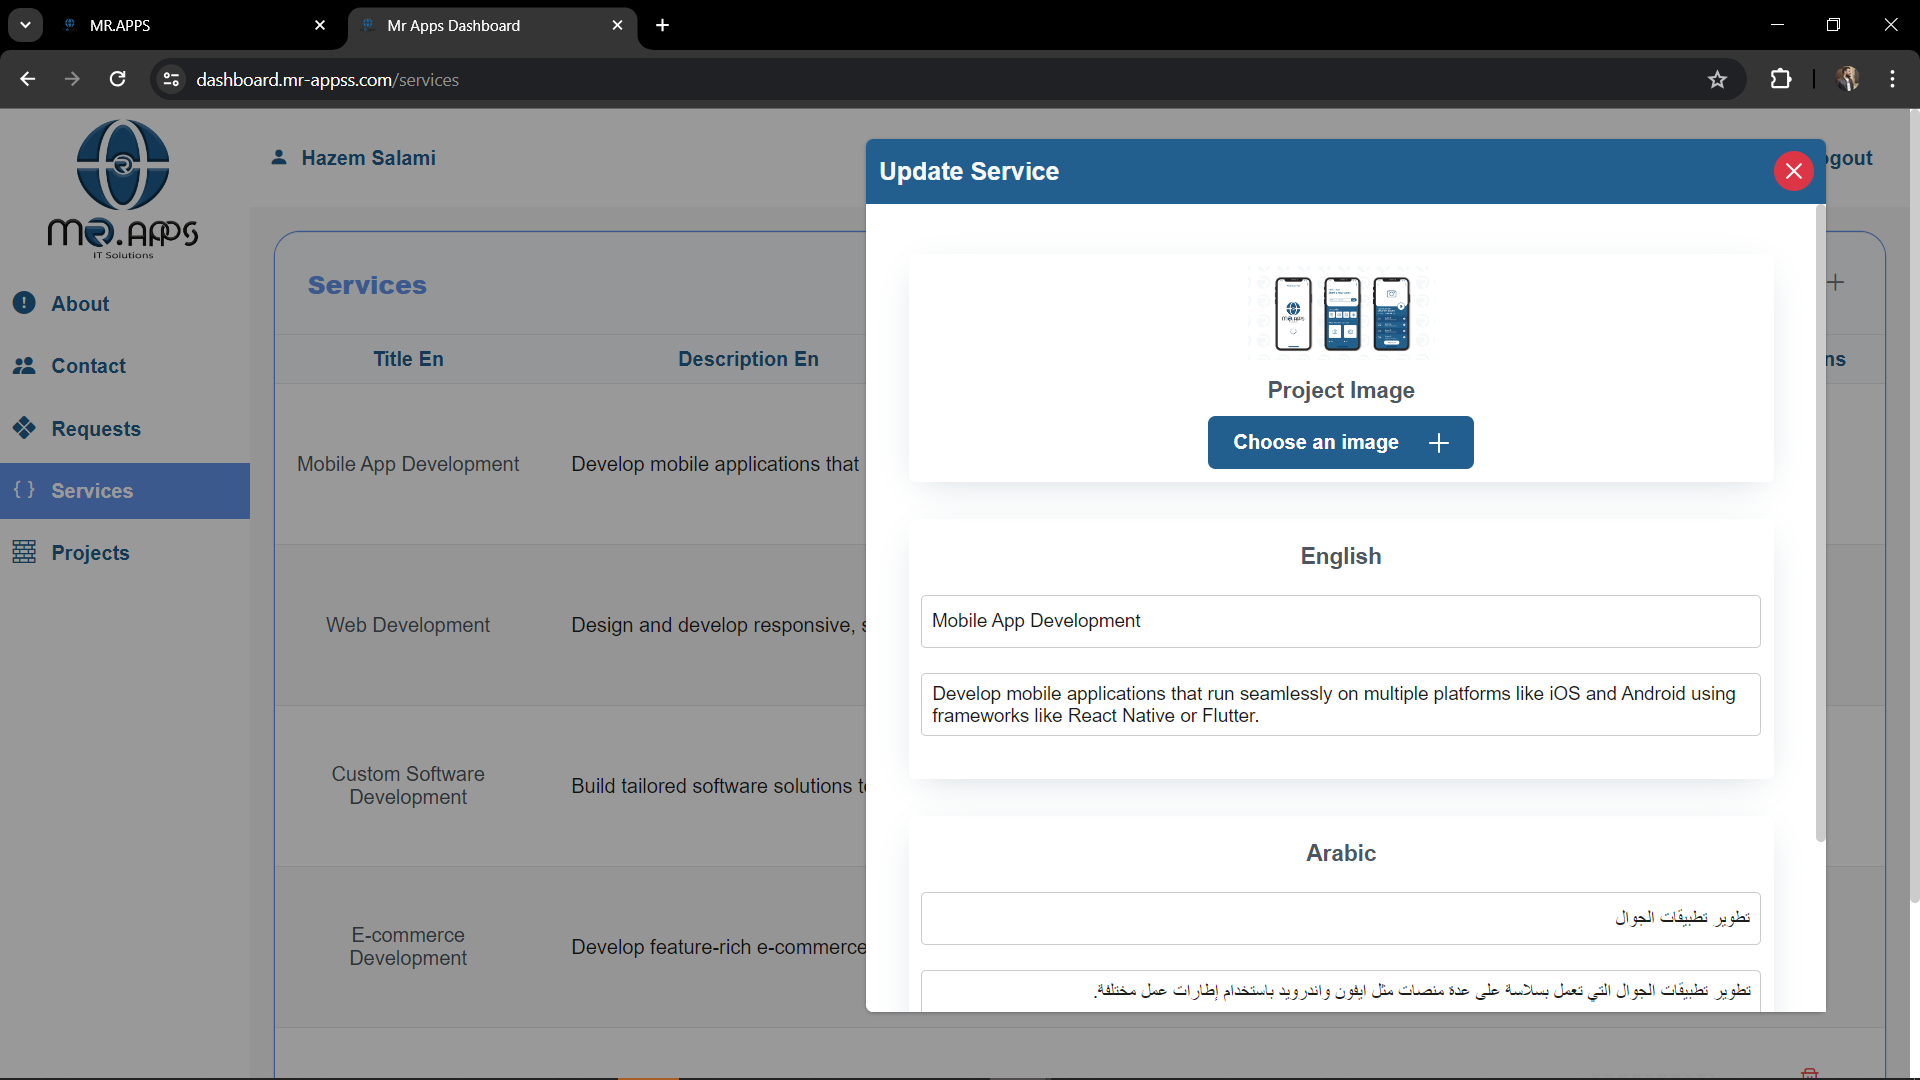 MR.APPS
Mr Apps Dashboard
dashboard.mr-appss.com/services
MR.APPS
IT Solutions
Hazem Salami
ogout
About
Contact
Requests
Services
Projects
Services
Title En
Description En
ns
Mobile App Development
Develop mobile applications that
Web Development
Design and develop responsive, s
Custom Software
Development
Build tailored software solutions t
E-commerce
Development
Develop feature-rich e-commerce
Update Service
MR.APPS
Project Image
Choose an image
English
Mobile App Development
Develop mobile applications that run seamlessly on multiple platforms like iOS and Android using
frameworks like React Native or Flutter.
Arabic
تطوير تطبيقات الجوال
تطوير تطبيقات الجوال التي تعمل بسلاسة على عدة منصات مثل ايفون واندرويد باستخدام إطارات عمل مختلفة.